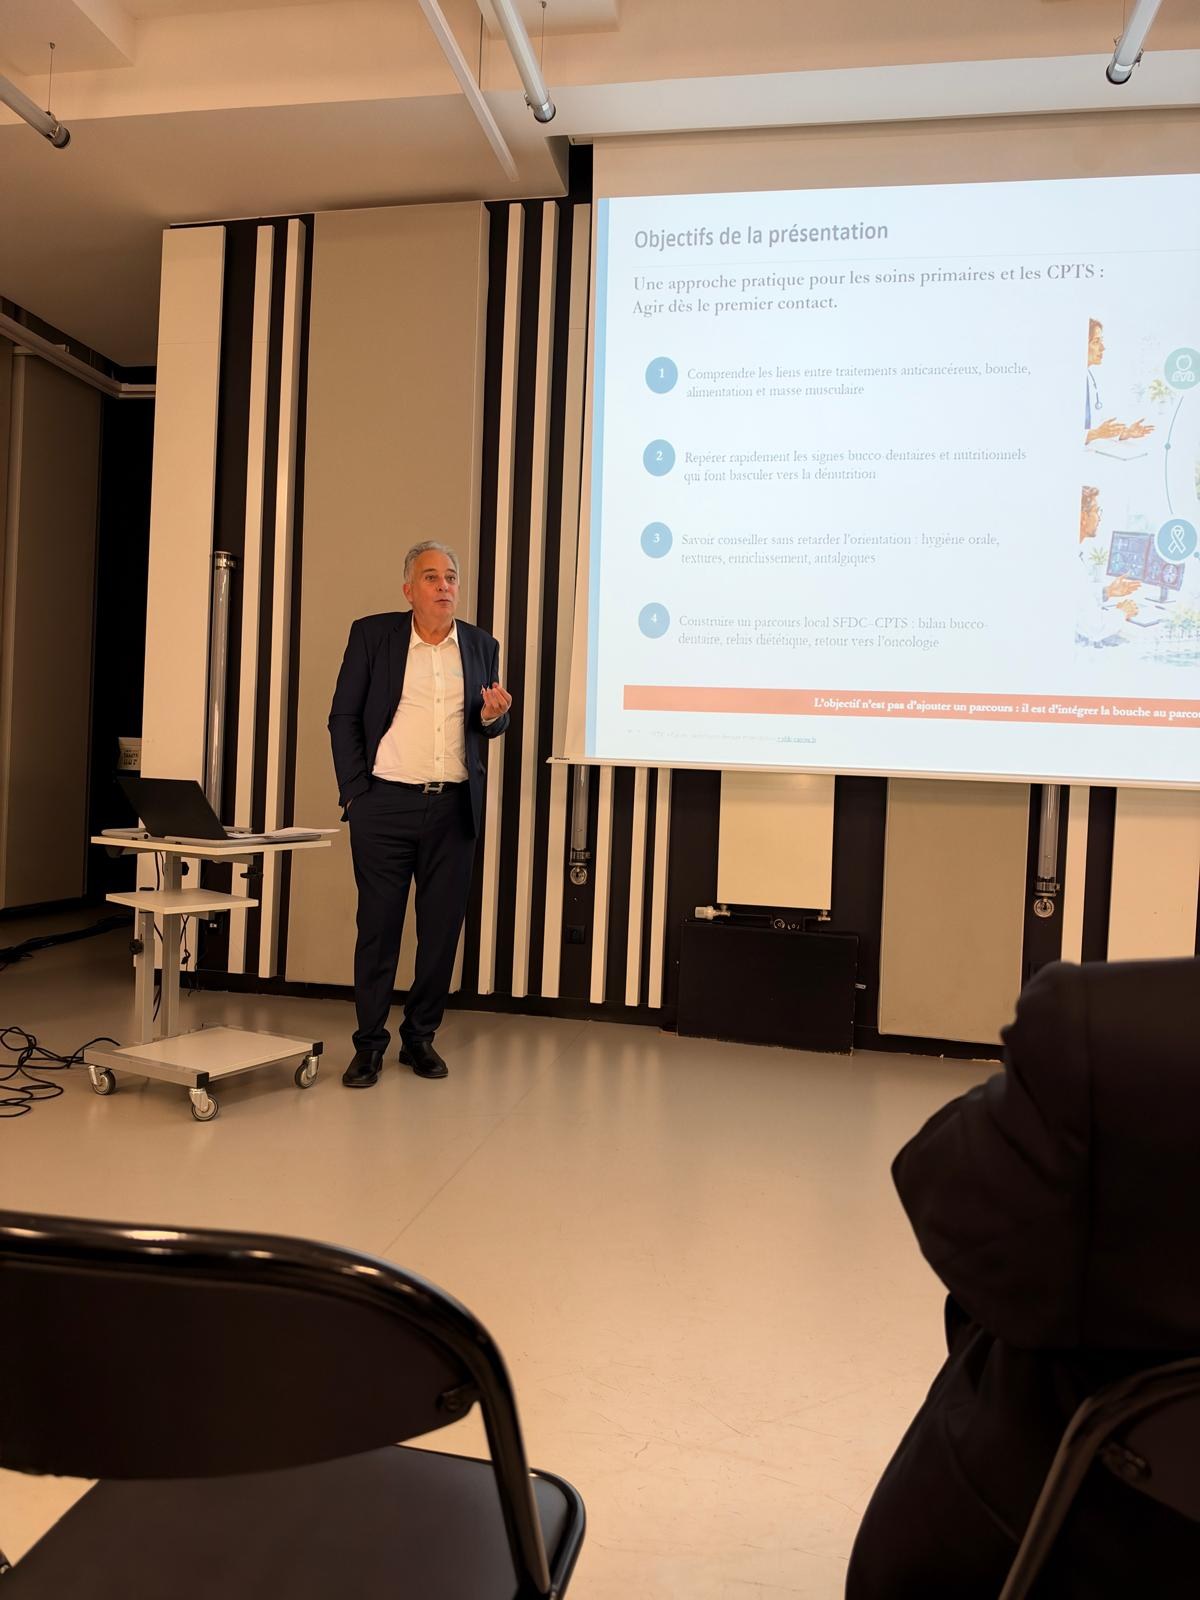 Objectifs de la présentation
Une approche pratique pour les soins primaires et les CPTS :
Agir dès le premier contact.
1
Comprendre les liens entre traitements anticancéreux, bouche,
alimentation et masse musculaire
2
Repérer rapidement les signes bucco-dentaires et nutritionnels
qui font basculer vers la dénutrition
3
Savoir conseiller sans retarder l'orientation : hygiène orale,
textures, enrichissement, antalgiques
4
Construire un parcours local SFDC–CPTS : bilan bucco-
dentaire, relais diététique, retour vers l'oncologie
L'objectif n'est pas d'ajouter un parcours : il est d'intégrer la bouche au parco